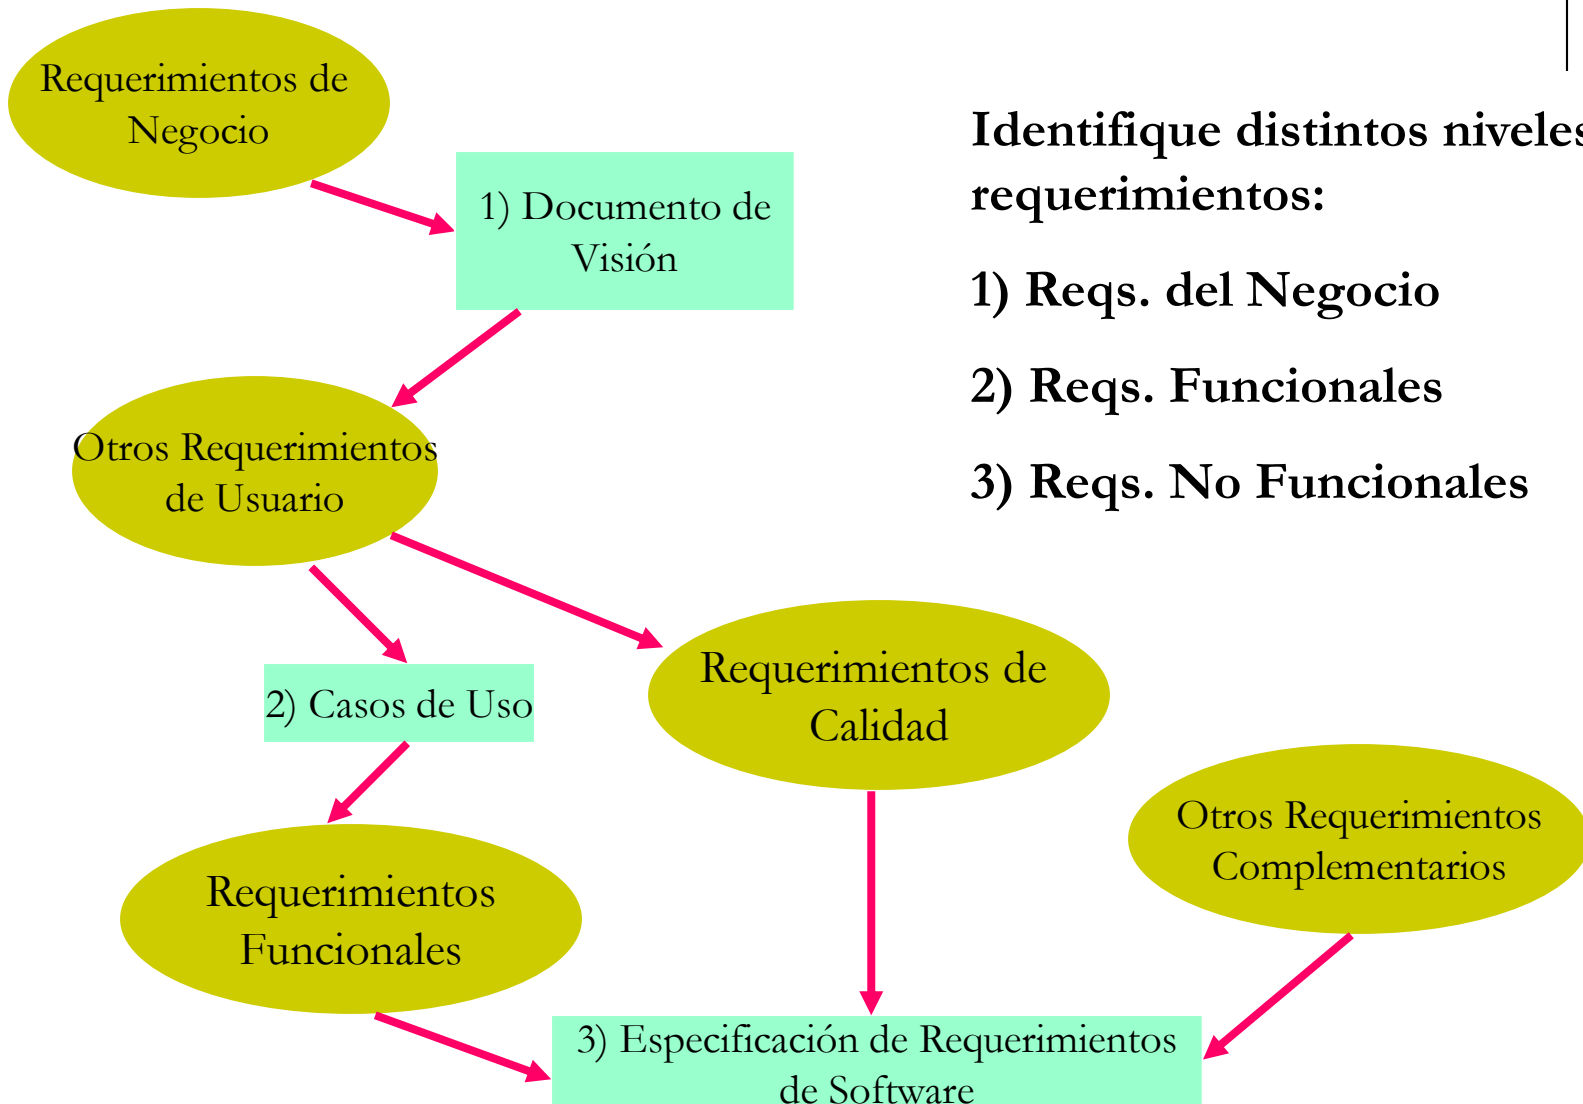 Requerimientos de
Negocio
1) Documento de
Visión
Identifique distintos niveles
requerimientos:
1) Reqs. del Negocio
2) Reqs. Funcionales
3) Reqs. No Funcionales
Otros Requerimientos
de Usuario
2) Casos de Uso
Requerimientos de
Calidad
Otros Requerimientos
Complementarios
Requerimientos
Funcionales
3) Especificación de Requerimientos
de Software